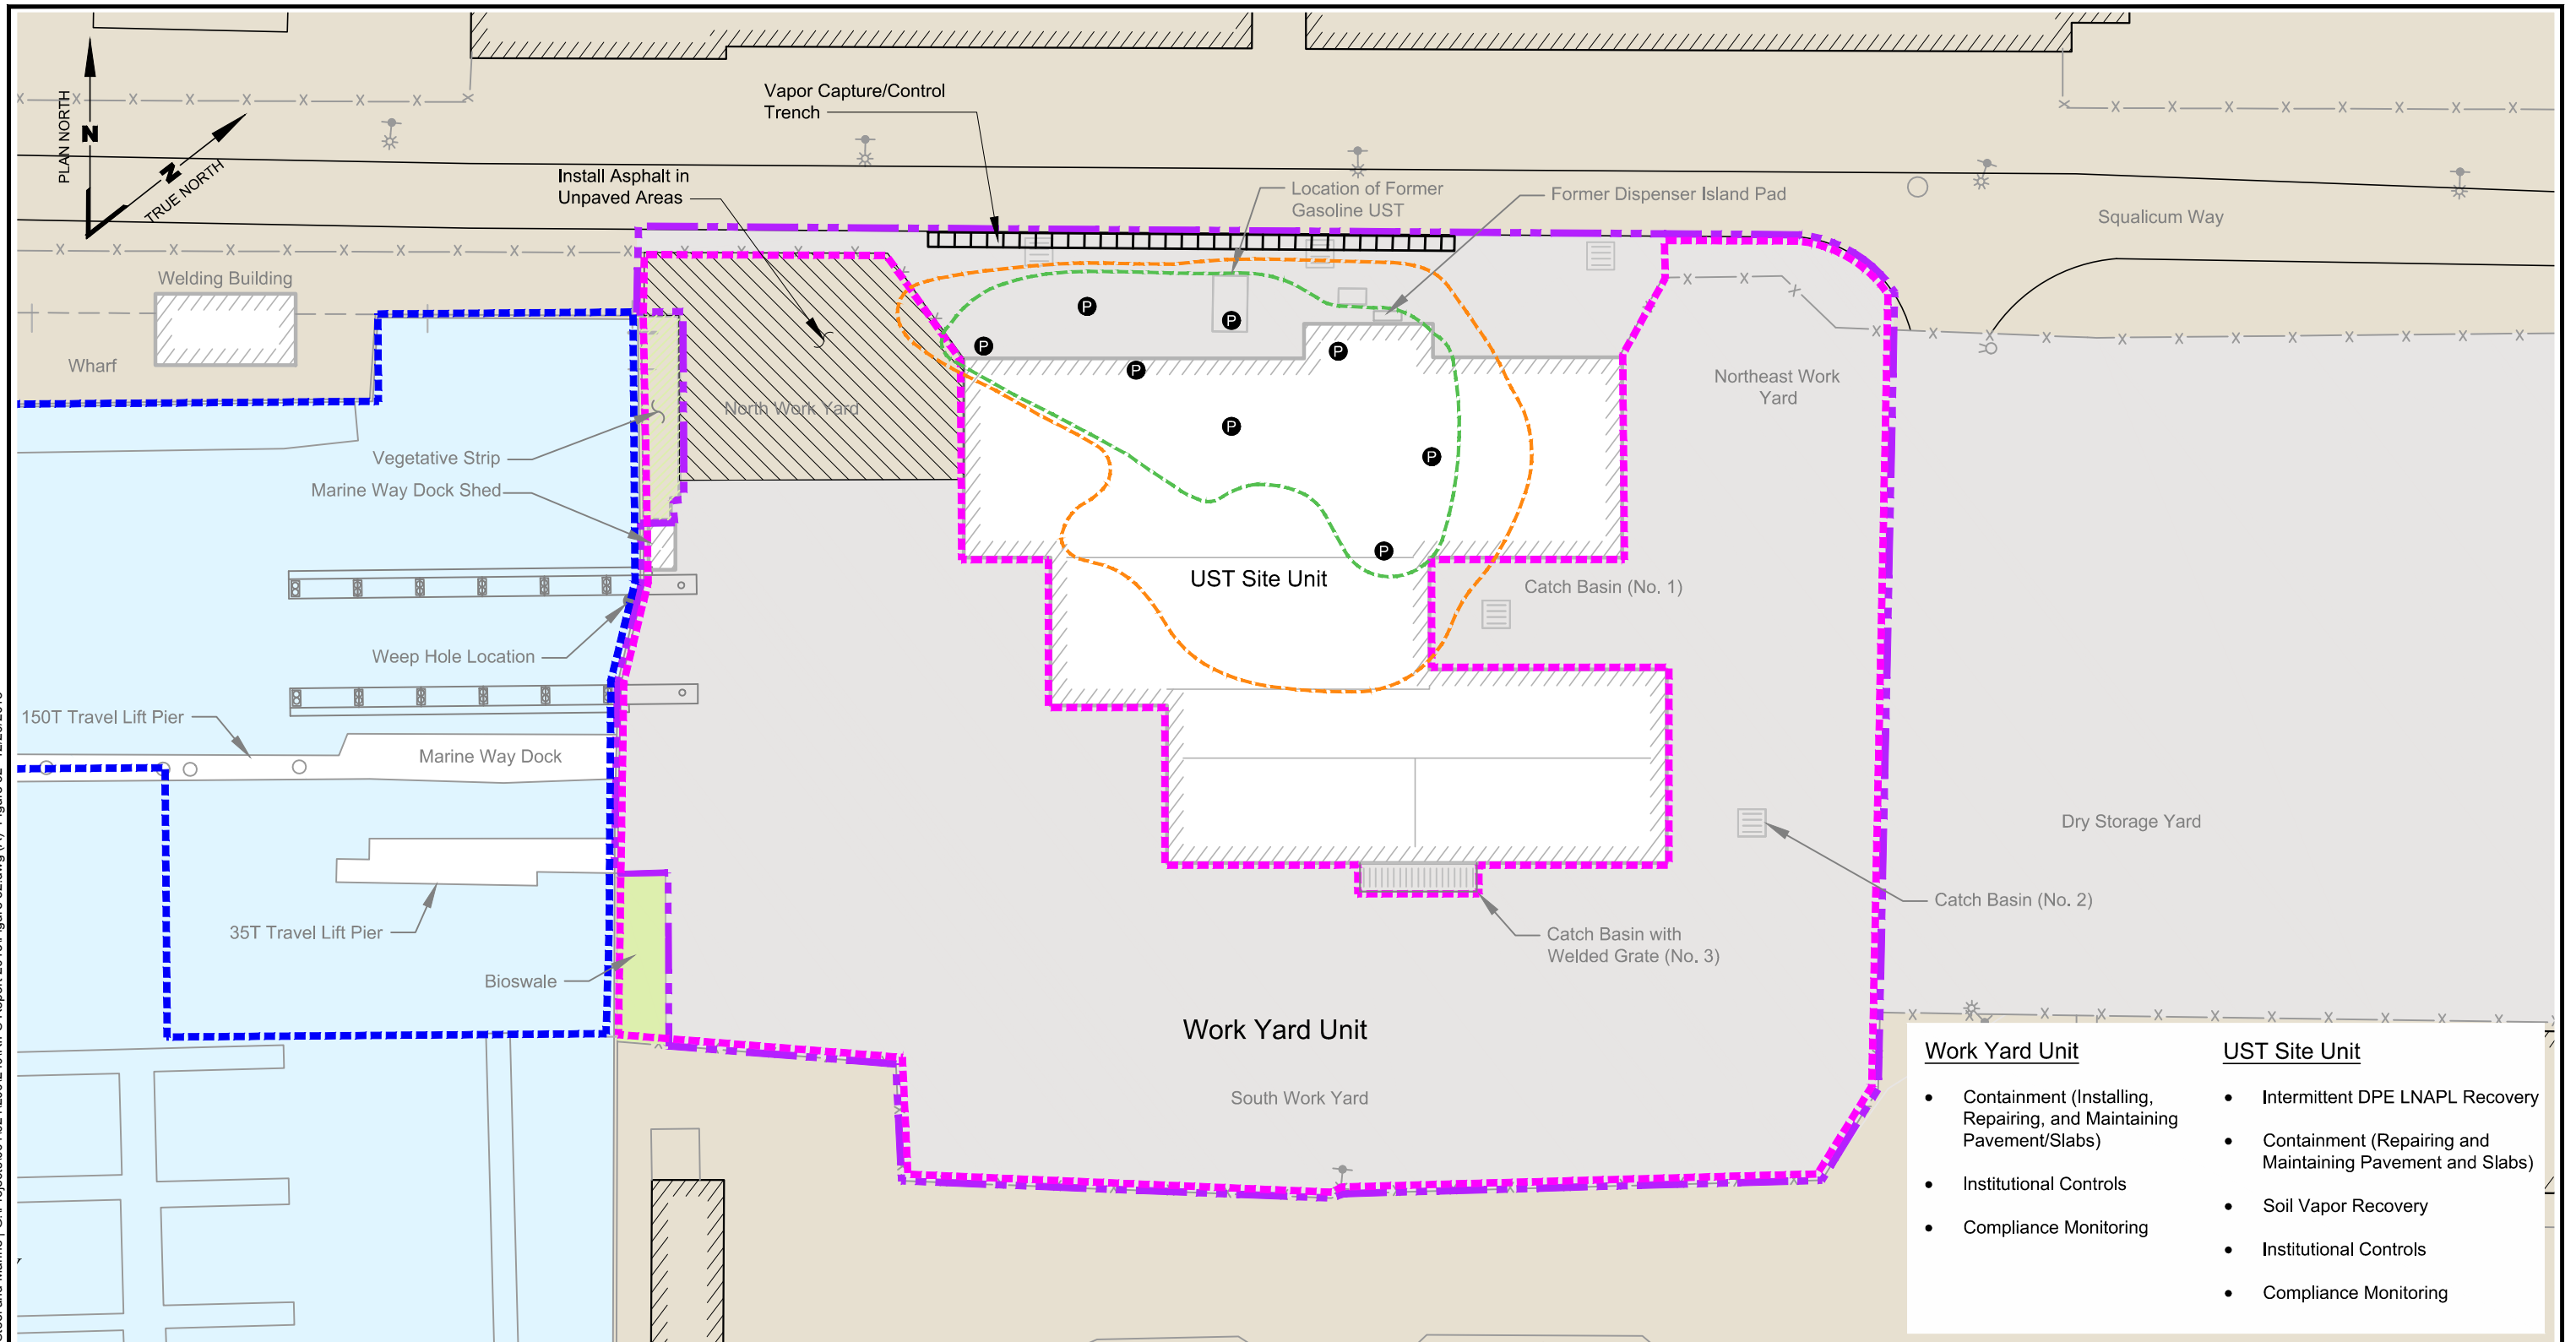 Vapor Capture/Control
Trench
PLAN NORTH
N
N
TRUE NORTH
Install Asphalt in
Unpaved Areas
Location of Former
Gasoline UST
Former Dispenser Island Pad
Squalicum Way
Welding Building
Wharf
P
P
P
P
P
P
P
P
North Work Yard
Northeast Work
Yard
Vegetative Strip
Marine Way Dock Shed
UST Site Unit
Catch Basin (No. 1)
Weep Hole Location
150T Travel Lift Pier
Marine Way Dock
Dry Storage Yard
Catch Basin (No. 2)
35T Travel Lift Pier
Catch Basin with
Welded Grate (No. 3)
Bioswale
Work Yard Unit
South Work Yard
Work Yard Unit
• Containment (Installing,
Repairing, and Maintaining
Pavement/Slabs)
• Institutional Controls
• Compliance Monitoring
UST Site Unit
• Intermittent DPE LNAPL Recovery
• Containment (Repairing and
Maintaining Pavement and Slabs)
• Soil Vapor Recovery
• Institutional Controls
• Compliance Monitoring